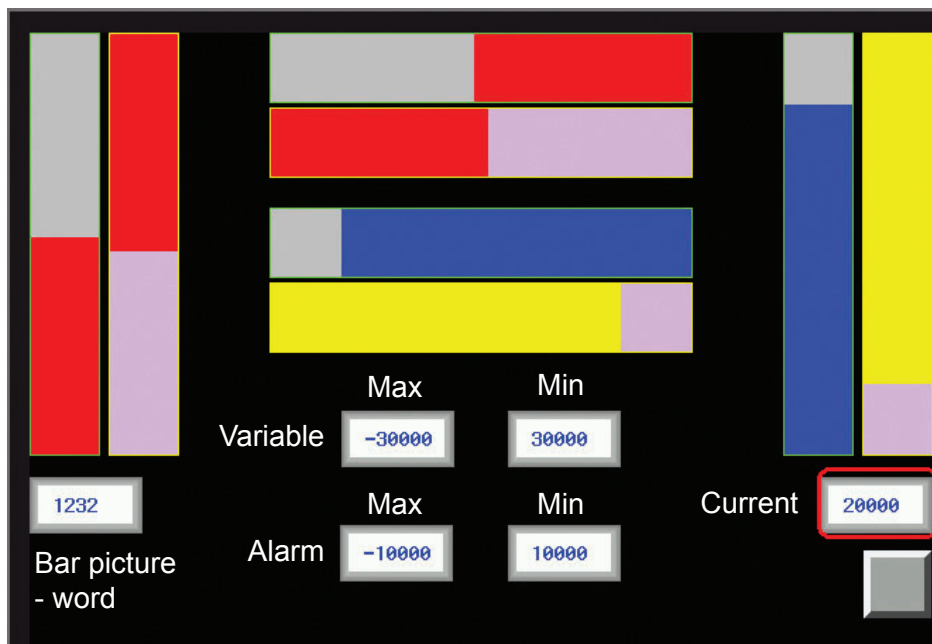 Max Min
Variable -30000 30000
1232
Max Min
Current 20000
Alarm -10000 10000
Bar picture
- word